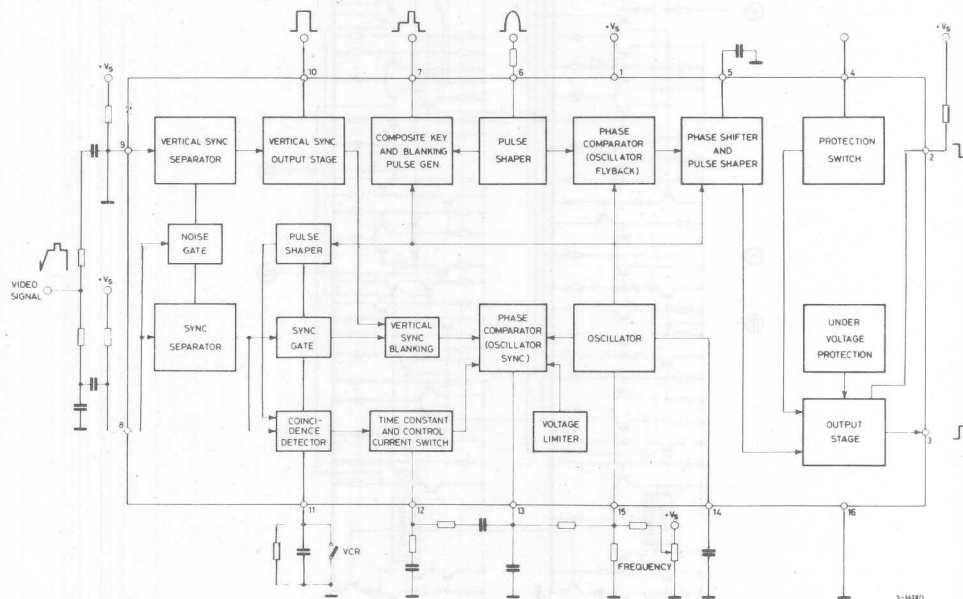 10
7
6
+Vs
1
5
4
+Vs
+Vs
9
VERTICAL SYNC
SEPARATOR
VERTICAL SYNC
OUTPUT STAGE
COMPOSITE KEY
AND BLANKING
PULSE GEN.
PULSE
SHAPER
PHASE
COMPARATOR
(OSCILLATOR
FLYBACK)
PHASE SHIFTER
AND
PULSE SHAPER
PROTECTION
SWITCH
2
NOISE
GATE
PULSE
SHAPER
VIDEO
SIGNAL
+Vs
SYNC
SEPARATOR
SYNC
GATE
VERTICAL
SYNC
BLANKING
PHASE
COMPARATOR
(OSCILLATOR
SYNC)
OSCILLATOR
UNDER
VOLTAGE
PROTECTION
8
COINCI-
DENCE
DETECTOR
TIME CONSTANT
AND CONTROL
CURRENT SWITCH
VOLTAGE
LIMITER
OUTPUT
STAGE
3
11
12
13
15
14
16
+Vs
VCR
FREQUENCY
S-3428/1